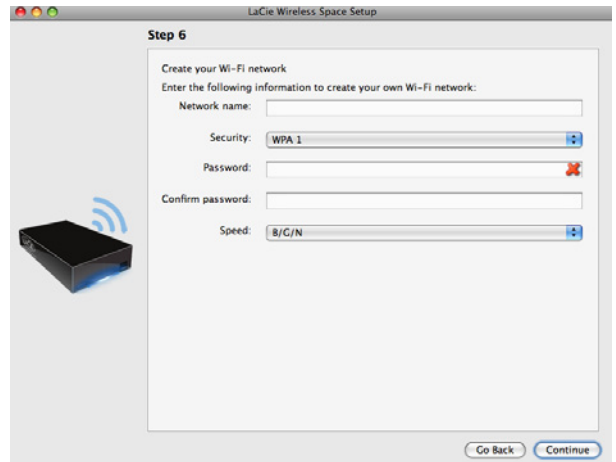 LaCie Wireless Space Setup
Step 6
Create your Wi-Fi network
Enter the following information to create your own Wi-Fi network:
Network name:
Security: WPA 1
Password:
Confirm password:
Speed: B/G/N
Go Back Continue